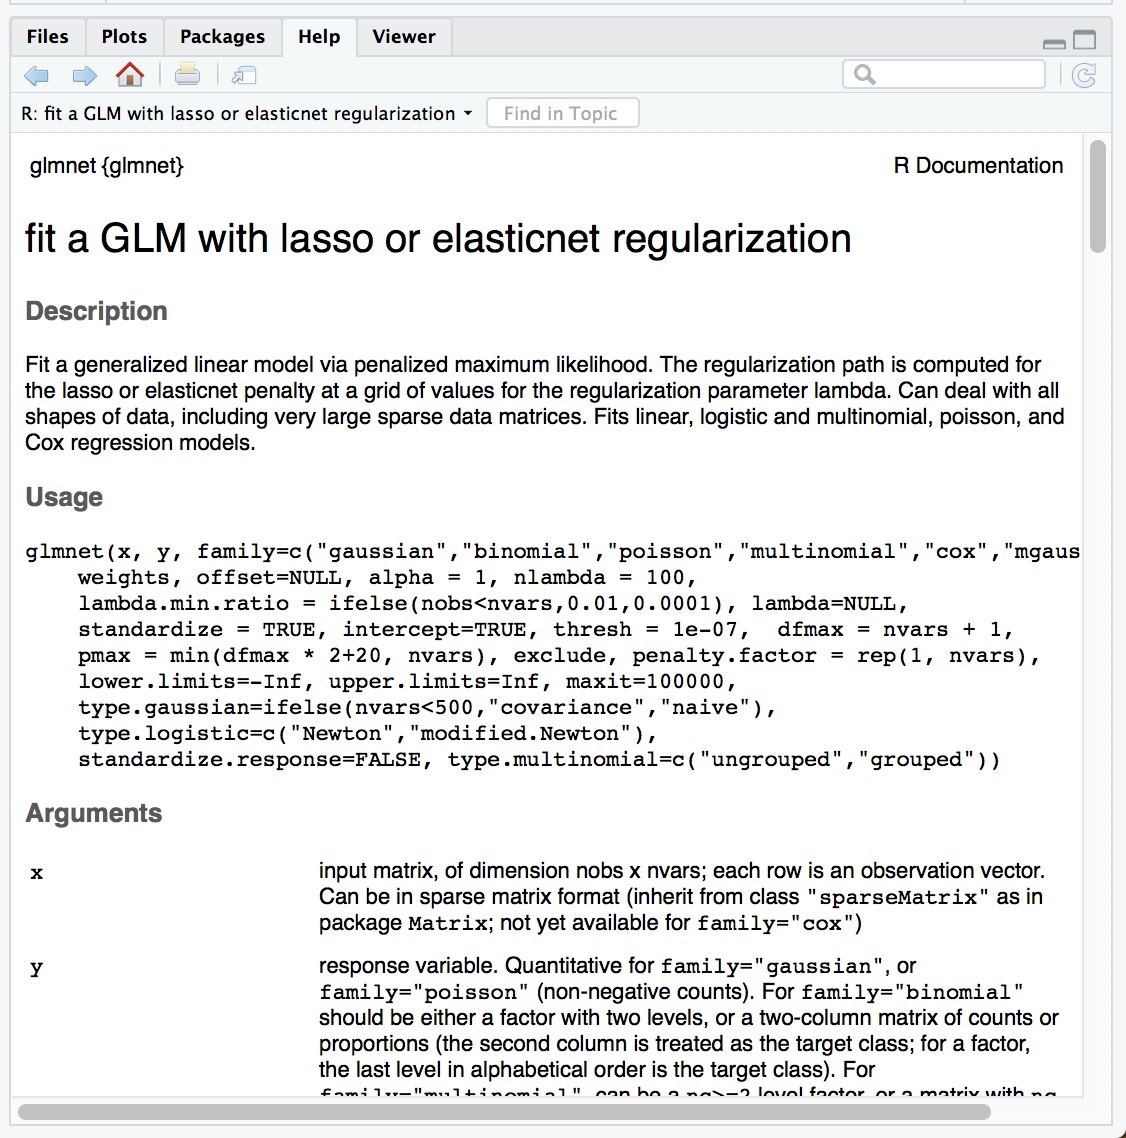 Files Plots Packages Help Viewer
R: fit a GLM with lasso or elasticnet regularization Find in Topic
glmnet {glmnet} R Documentation
fit a GLM with lasso or elasticnet regularization
Description
Fit a generalized linear model via penalized maximum likelihood. The regularization path is computed for
the lasso or elasticnet penalty at a grid of values for the regularization parameter lambda. Can deal with all
shapes of data, including very large sparse data matrices. Fits linear, logistic and multinomial, poisson, and
Cox regression models.
Usage
glmnet(x, y, family=c("gaussian","binomial","poisson","multinomial","cox","mgaus
weights, offset=NULL, alpha = 1, nlambda = 100,
lambda.min.ratio = ifelse(nobs<nvars,0.01,0.0001), lambda=NULL,
standardize = TRUE, intercept=TRUE, thresh = 1e-07,  dfmax = nvars + 1,
pmax = min(dfmax * 2+20, nvars), exclude, penalty.factor = rep(1, nvars),
lower.limits=-Inf, upper.limits=Inf, maxit=100000,
type.gaussian=ifelse(nvars<500,"covariance","naive"),
type.logistic=c("Newton","modified.Newton"),
standardize.response=FALSE, type.multinomial=c("ungrouped","grouped"))
Arguments
x input matrix, of dimension nobs x nvars; each row is an observation vector.
Can be in sparse matrix format (inherit from class "sparseMatrix" as in
package Matrix; not yet available for family="cox")
y response variable. Quantitative for family="gaussian", or
family="poisson" (non-negative counts). For family="binomial"
should be either a factor with two levels, or a two-column matrix of counts or
proportions (the second column is treated as the target class; for a factor,
the last level in alphabetical order is the target class). For
family="multinomial", can be a nc>=2 level factor, or a matrix with nc